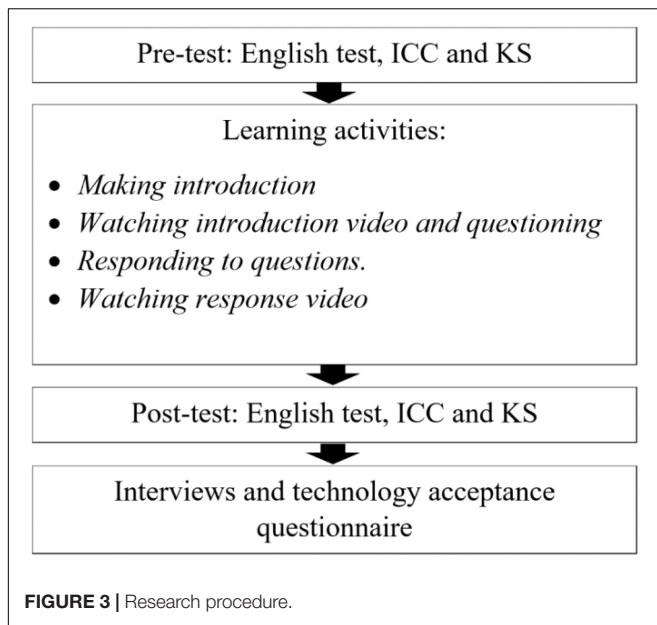 Pre-test: English test, ICC and KS
Learning activities:
• Making introduction
• Watching introduction video and questioning
• Responding to questions.
• Watching response video
Post-test: English test, ICC and KS
Interviews and technology acceptance
questionnaire
FIGURE 3 | Research procedure.